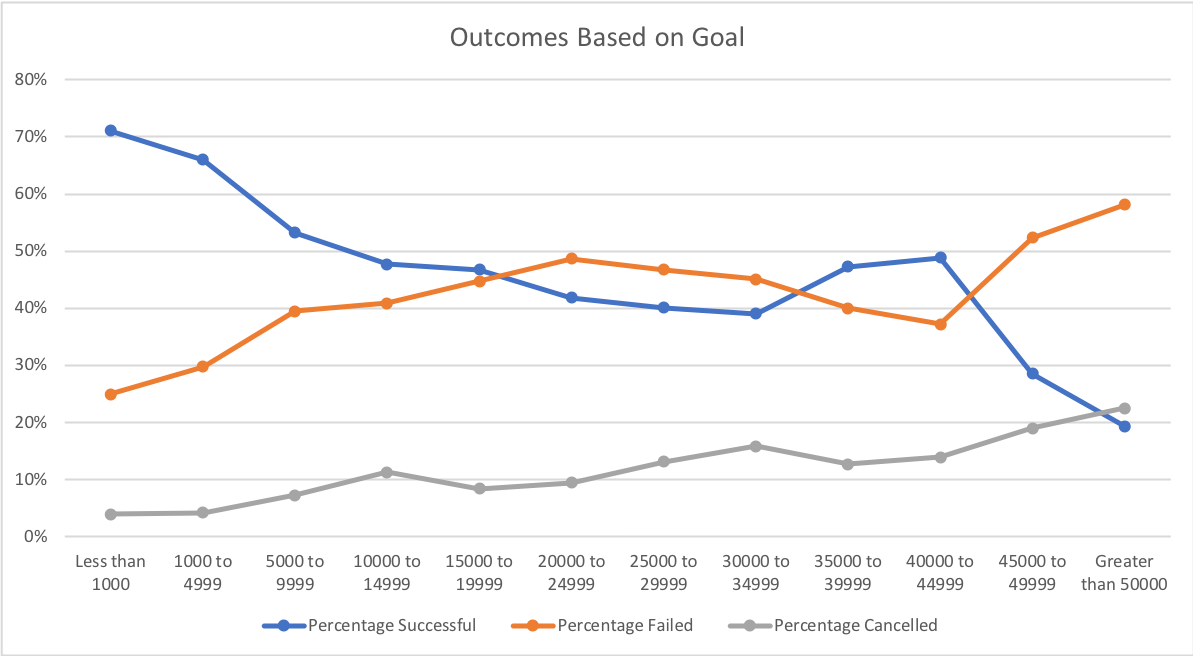 Outcomes Based on Goal
80%
70%
60%
50%
40%
30%
20%
10%
0%
Less than 1000 to 5000 to 10000 to 15000 to 20000 to 25000 to 30000 to 35000 to 40000 to 45000 to Greater
1000 4999 9999 14999 19999 24999 29999 34999 39999 44999 49999 than 50000
Percentage Successful Percentage Failed Percentage Cancelled